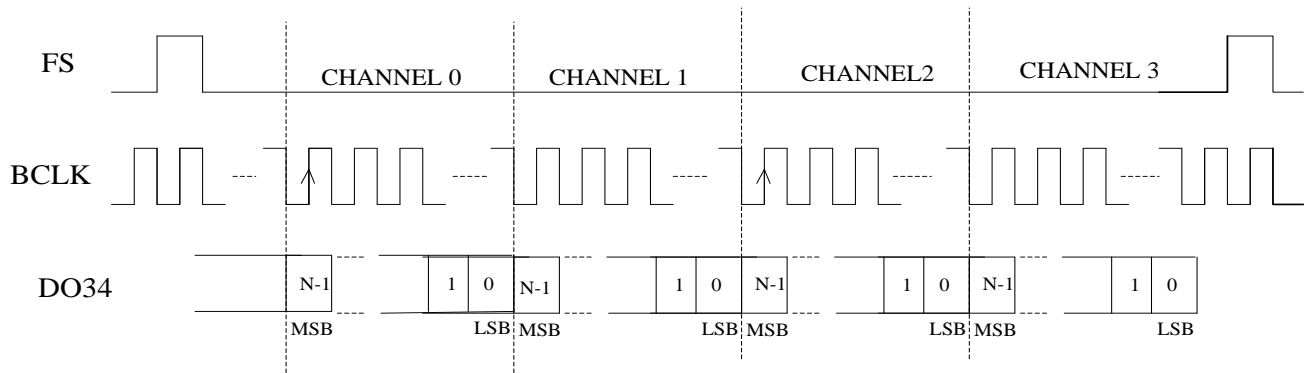 FS
CHANNEL 0 CHANNEL 1 CHANNEL2 CHANNEL 3
BCLK
DO34
N-1 1 0 N-1 1 0 N-1 1 0 N-1 1 0
MSB LSB MSB LSB MSB LSB MSB LSB